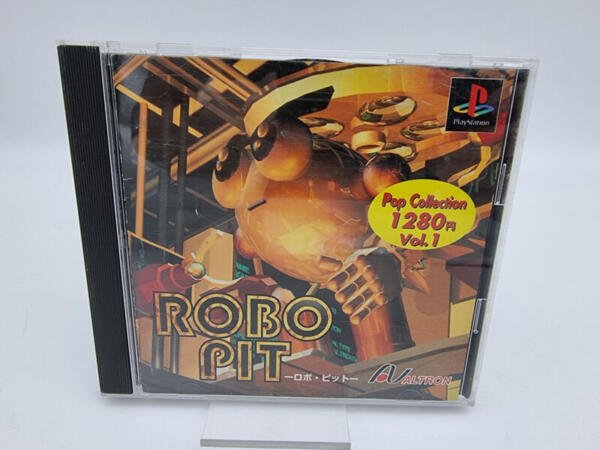 PlayStation
Pop Collection
1280円
Vol.1
ROBO
PIT
ーロボ・ピットー
ALTRON